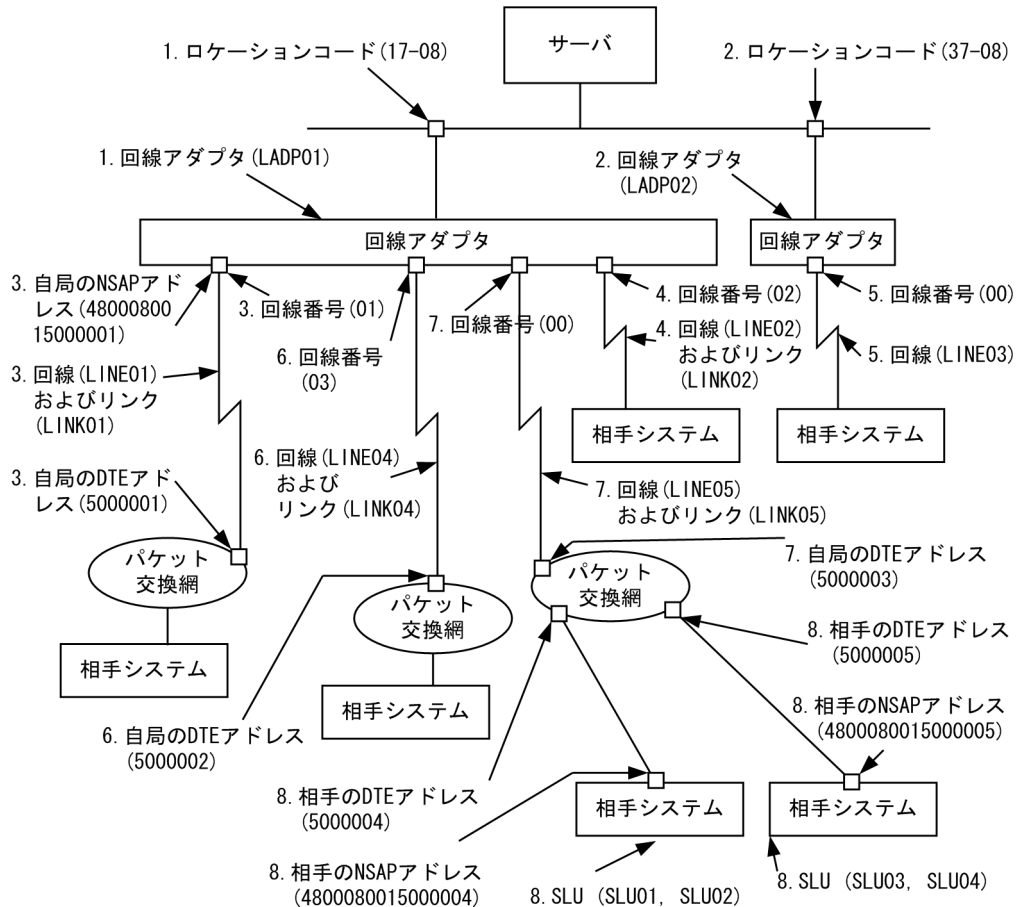 サーバ
1.ロケーションコード(17-08)
2.ロケーションコード(37-08)
1.回線アダプタ(LADP01)
2.回線アダプタ
(LADP02)
回線アダプタ
回線アダプタ
3.自局のNSAPアド
レス(48000800
15000001)
3.回線番号(01)
7.回線番号(00)
4.回線番号(02)
5.回線番号(00)
6.回線番号
(03)
4.回線(LINE02)
およびリンク
(LINK02)
5.回線(LINE03)
3.回線(LINE01)
およびリンク
(LINK01)
相手システム
相手システム
6.回線(LINE04)
および
リンク(LINK04)
3.自局のDTEアド
レス(5000001)
7.回線(LINE05)
およびリンク(LINK05)
7.自局のDTEアドレス
(5000003)
パケット
交換網
パケット
交換網
パケット
交換網
8.相手のDTEアドレス
(5000005)
相手システム
相手システム
8.相手のNSAPアドレス
(4800080015000005)
6.自局のDTEアドレス
(5000002)
8.相手のDTEアドレス
(5000004)
相手システム
相手システム
8.相手のNSAPアドレス
(4800080015000004)
8.SLU (SLU01, SLU02)
8.SLU (SLU03, SLU04)